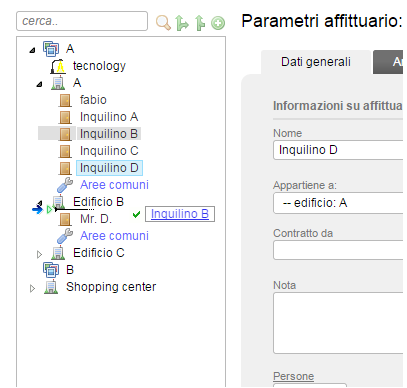 cerca..
Parametri affittuario:
A
tecnology
A
fabio
Inquilino A
Inquilino B
Inquilino C
Inquilino D
Aree comuni
Edificio B
Mr. D.
Inquilino B
Aree comuni
Edificio C
B
Shopping center
Dati generali
Informazioni su affittua
Nome
Inquilino D
Appartiene a:
-- edificio: A
Contratto da
Nota
Persone